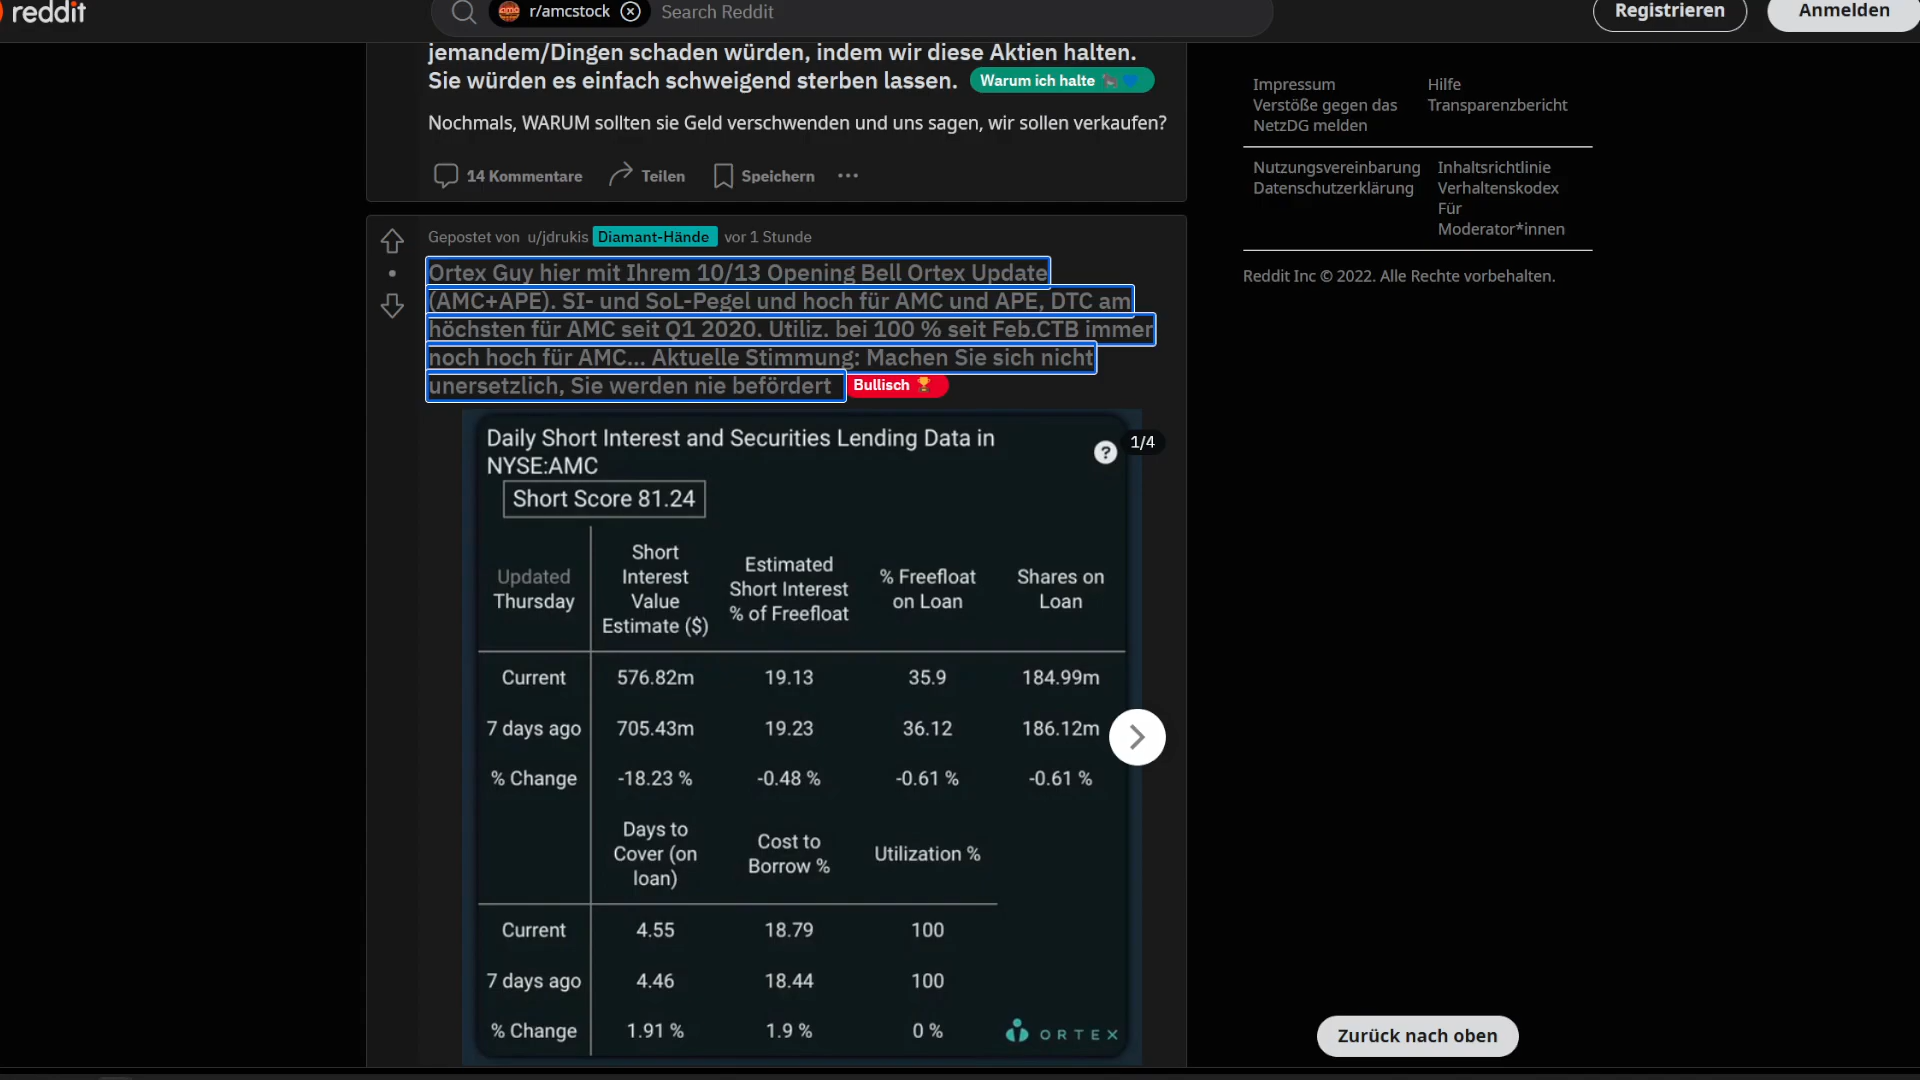 reddit
r/amcstock
Search Reddit
Registrieren
Anmelden
jemandem/Dingen schaden würden, indem wir diese Aktien halten.
Sie würden es einfach schweigend sterben lassen. Warum ich halte
Nochmals, WARUM sollten sie Geld verschwenden und uns sagen, wir sollen verkaufen?
14 Kommentare Teilen Speichern
Gepostet von u/jdrukis Diamant-Hände vor 1 Stunde
Ortex Guy hier mit Ihrem 10/13 Opening Bell Ortex Update
(AMC+APE). SI- und SoL-Pegel und hoch für AMC und APE, DTC am
höchsten für AMC seit Q1 2020. Utiliz. bei 100 % seit Feb.CTB immer
noch hoch für AMC... Aktuelle Stimmung: Machen Sie sich nicht
unersetzlich, Sie werden nie befördert Bullisch
Daily Short Interest and Securities Lending Data in
NYSE:AMC
? 1/4
Short Score 81.24
Updated
Thursday
Short
Interest
Value
Estimate ($)
Estimated
Short Interest
% of Freefloat
% Freefloat
on Loan
Shares on
Loan
Current 576.82m 19.13 35.9 184.99m
7 days ago 705.43m 19.23 36.12 186.12m
% Change -18.23 % -0.48 % -0.61 % -0.61 %
Days to
Cover (on
loan)
Cost to
Borrow %
Utilization %
Current 4.55 18.79 100
7 days ago 4.46 18.44 100
% Change 1.91 % 1.9 % 0 %
ORTEX
Impressum
Verstöße gegen das
NetzDG melden
Hilfe
Transparenzbericht
Nutzungsvereinbarung
Datenschutzerklärung
Inhaltsrichtlinie
Verhaltenskodex
Für
Moderator*innen
Reddit Inc © 2022. Alle Rechte vorbehalten.
Zurück nach oben